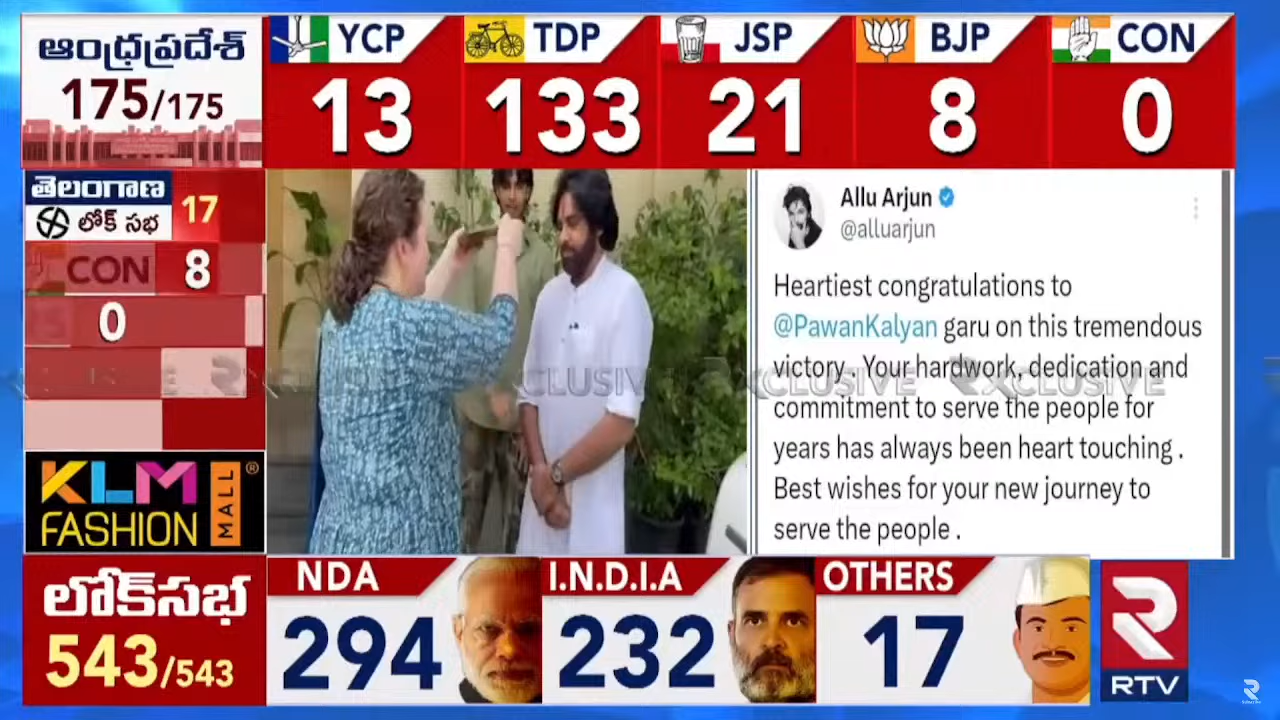 ఆంధ్రప్రదేశ్
175/175
YCP
13
TDP
133
JSP
21
BJP
8
CON
0
తెలంగాణ
లోక్ సభ
17
CON
8
0
KLM
FASHION
MALL
®
Allu Arjun
@alluarjun
Heartiest congratulations to
@PawanKalyan garu on this tremendous
victory . Your hardwork, dedication and
commitment to serve the people for
years has always been heart touching .
Best wishes for your new journey to
serve the people .
EXCLUSIVE
లోక్‌సభ
543/543
NDA
294
I.N.D.I.A
232
OTHERS
17
RTV